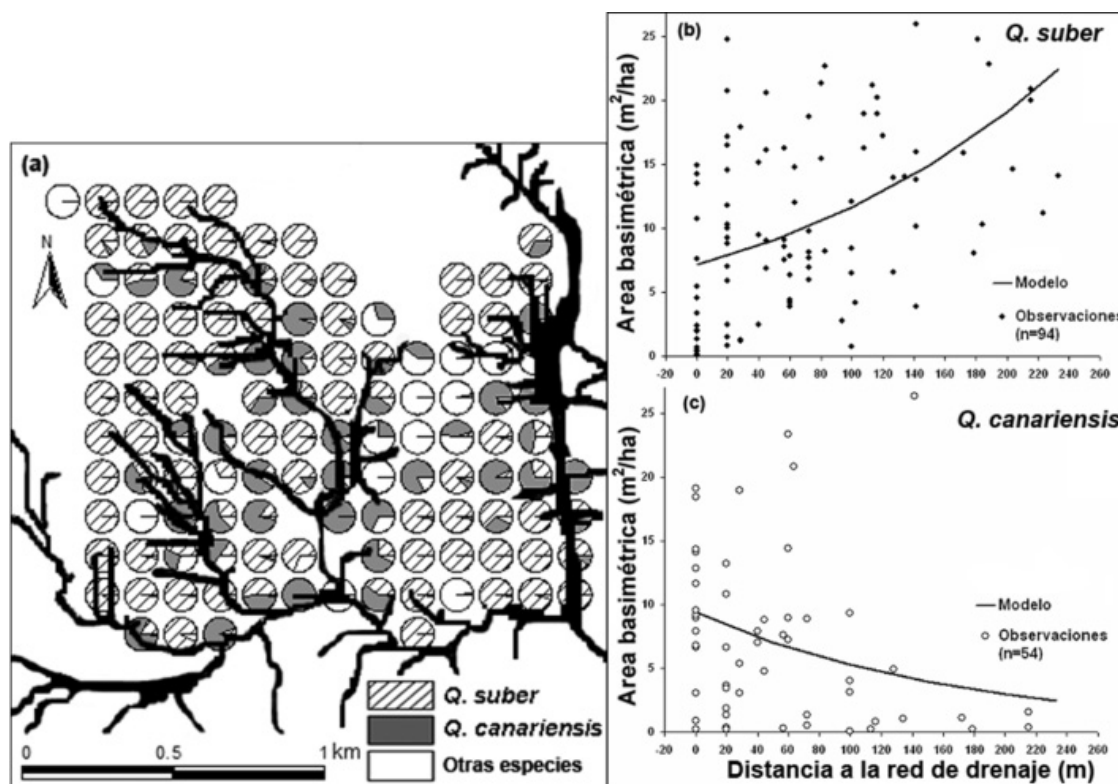 (a)
N
Q. suber
Q. canariensis
Otras especies
0 0.5 1 km
(b)
Q. suber
Area basimétrica (m²/ha)
25
20
15
10
5
0
Modelo
Observaciones
(n=94)
-20 0 20 40 60 80 100 120 140 160 180 200 220 240 260
(c)
Q. canariensis
Area basimétrica (m²/ha)
25
20
15
10
5
0
Modelo
Observaciones
(n=54)
-20 0 20 40 60 80 100 120 140 160 180 200 220 240 260
Distancia a la red de drenaje (m)